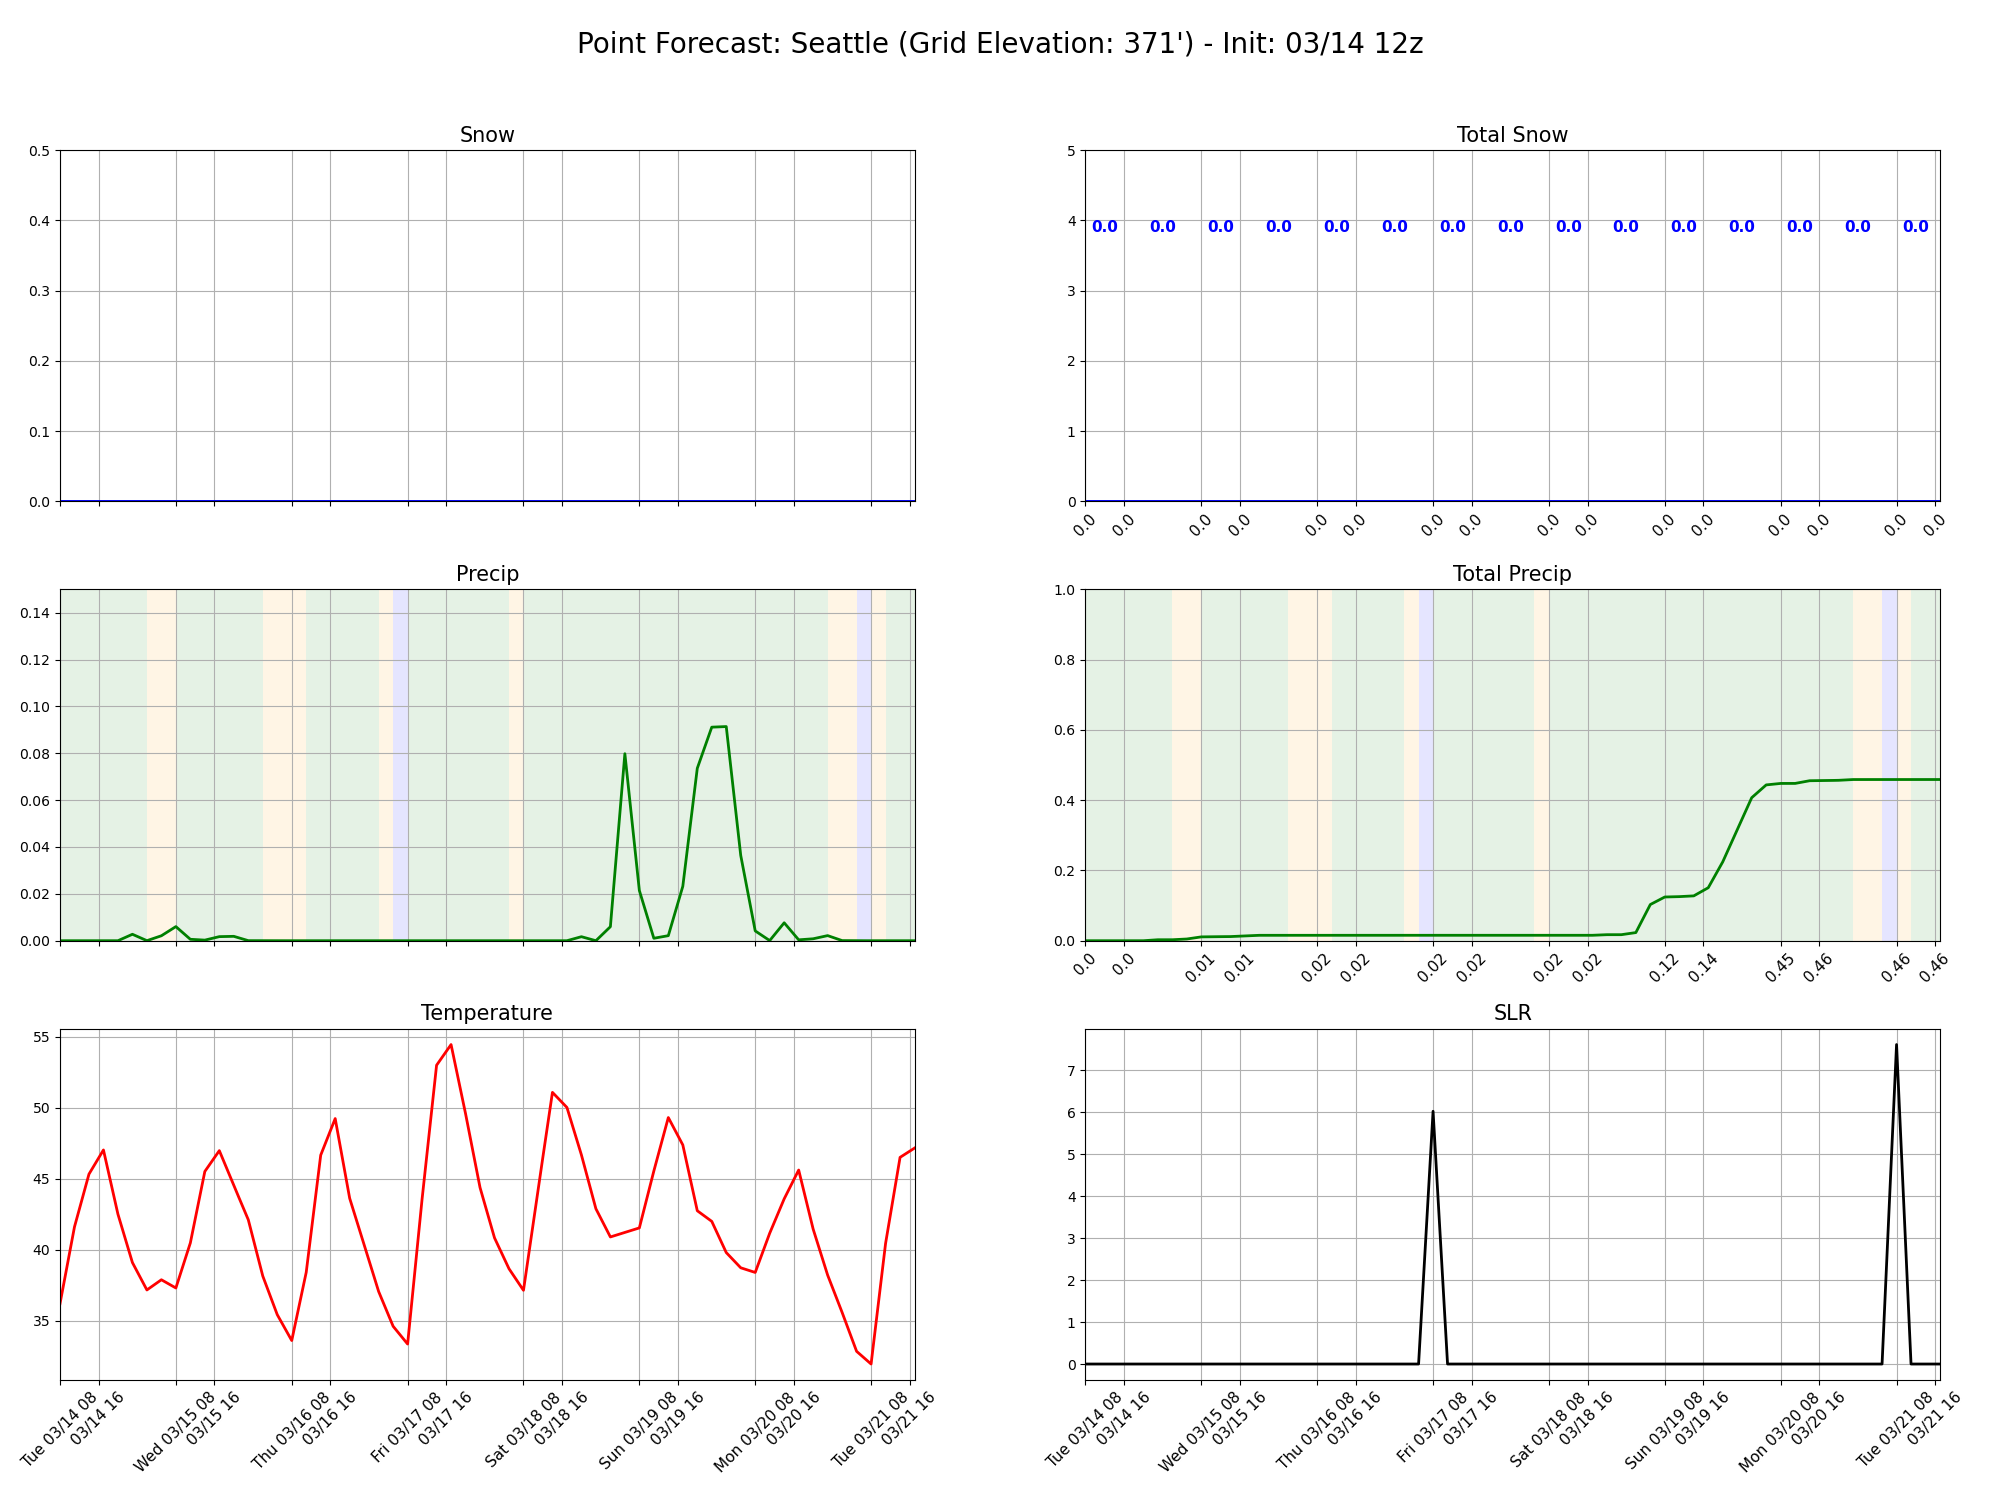 Point Forecast: Seattle (Grid Elevation: 371') - Init: 03/14 12z
Snow
0.5
0.4
0.3
0.2
0.1
0.0
Total Snow
5
4
3
2
1
0
0.0 0.0 0.0 0.0 0.0 0.0 0.0 0.0 0.0 0.0 0.0 0.0 0.0 0.0 0.0
0.0 0.0 0.0 0.0 0.0 0.0 0.0 0.0 0.0 0.0 0.0 0.0 0.0 0.0 0.0 0.0
Precip
0.14
0.12
0.10
0.08
0.06
0.04
0.02
0.00
Total Precip
1.0
0.8
0.6
0.4
0.2
0.0
0.0 0.0 0.01 0.01 0.02 0.02 0.02 0.02 0.02 0.02 0.12 0.14 0.45 0.46 0.46 0.46
Temperature
55
50
45
40
35
Tue 03/14 08
03/14 16
Wed 03/15 08
03/15 16
Thu 03/16 08
03/16 16
Fri 03/17 08
03/17 16
Sat 03/18 08
03/18 16
Sun 03/19 08
03/19 16
Mon 03/20 08
03/20 16
Tue 03/21 08
03/21 16
SLR
7
6
5
4
3
2
1
0
Tue 03/14 08
03/14 16
Wed 03/15 08
03/15 16
Thu 03/16 08
03/16 16
Fri 03/17 08
03/17 16
Sat 03/18 08
03/18 16
Sun 03/19 08
03/19 16
Mon 03/20 08
03/20 16
Tue 03/21 08
03/21 16